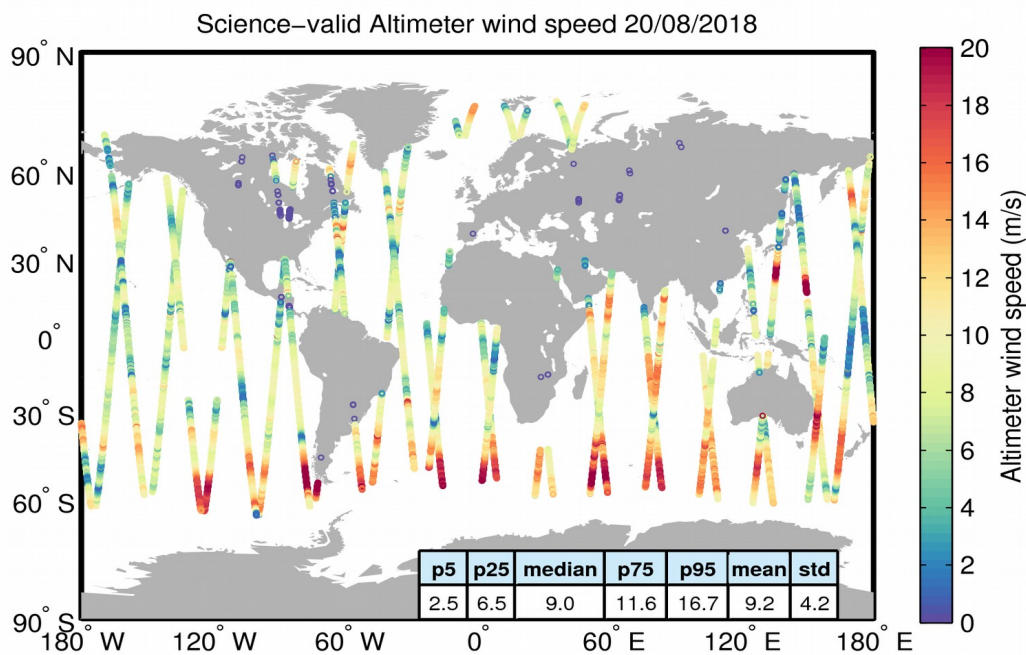 Science−valid Altimeter wind speed 20/08/2018
90° N
60° N
30° N
0°
30° S
60° S
90° S
180° W
120° W
60° W
0°
60° E
120° E
180° E
p5 p25 median p75 p95 mean std
2.5 6.5 9.0 11.6 16.7 9.2 4.2
20
18
16
14
12
10
8
6
4
2
0
Altimeter wind speed (m/s)